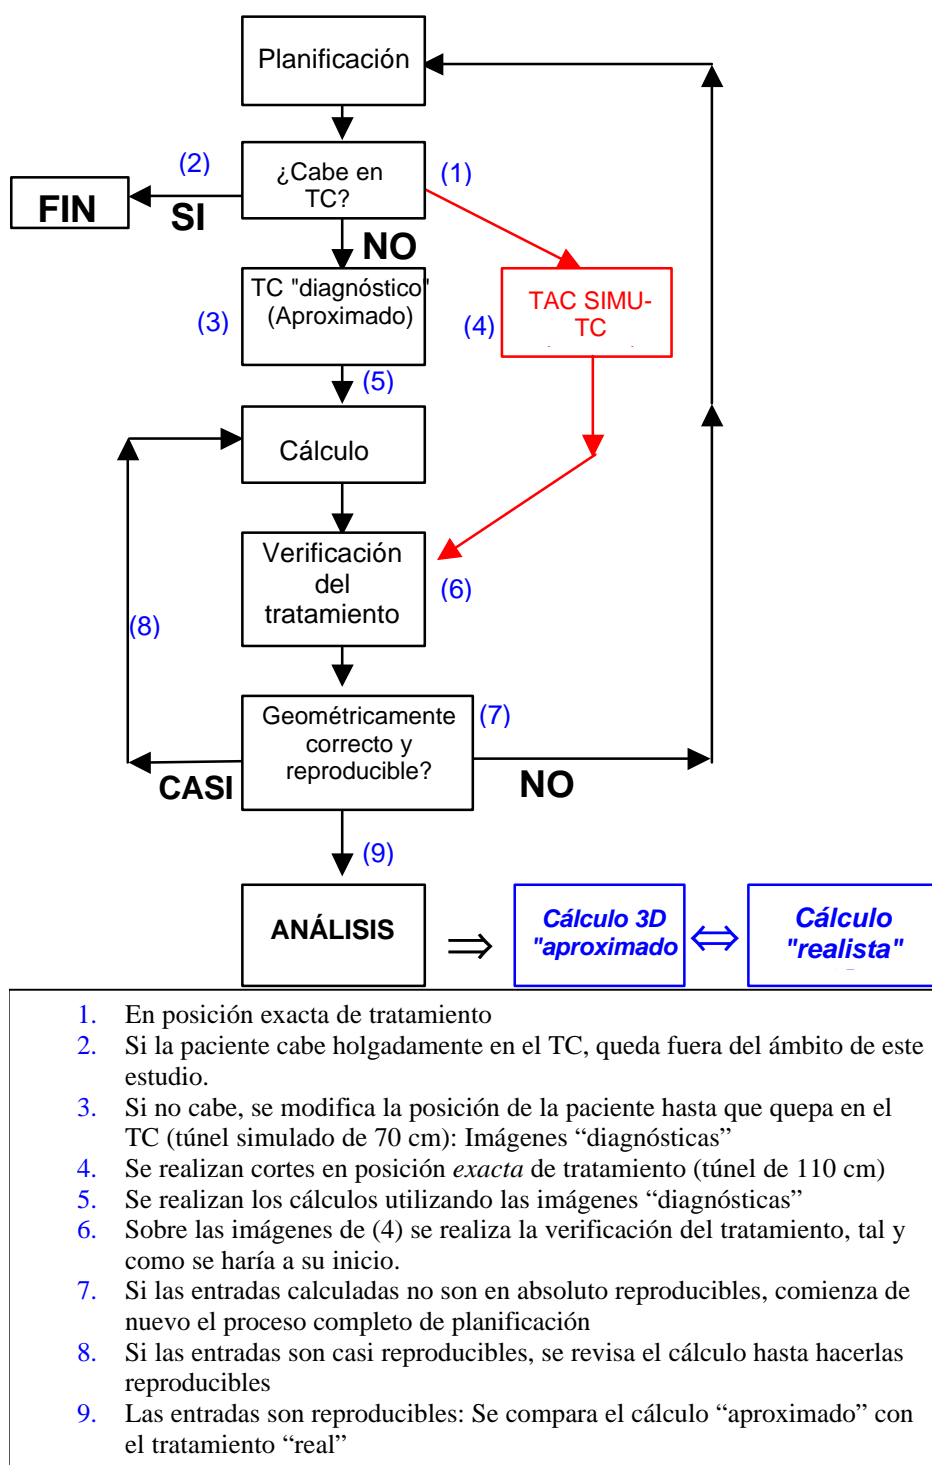 Planificación
(2)
¿Cabe en
TC?
(1)
FIN
SI
NO
TC "diagnóstico"
(Aproximado)
(3)
TAC SIMU-
TC
(4)
(5)
Cálculo
Verificación
del
tratamiento
(6)
(8)
Geométricamente
correcto y
reproducible?
(7)
CASI
NO
(9)
ANÁLISIS
⇒
Cálculo 3D
"aproximado
⇔
Cálculo
"realista"
1. En posición exacta de tratamiento
2. Si la paciente cabe holgadamente en el TC, queda fuera del ámbito de este
estudio.
3. Si no cabe, se modifica la posición de la paciente hasta que quepa en el
TC (túnel simulado de 70 cm): Imágenes “diagnósticas”
4. Se realizan cortes en posición exacta de tratamiento (túnel de 110 cm)
5. Se realizan los cálculos utilizando las imágenes “diagnósticas”
6. Sobre las imágenes de (4) se realiza la verificación del tratamiento, tal y
como se haría a su inicio.
7. Si las entradas calculadas no son en absoluto reproducibles, comienza de
nuevo el proceso completo de planificación
8. Si las entradas son casi reproducibles, se revisa el cálculo hasta hacerlas
reproducibles
9. Las entradas son reproducibles: Se compara el cálculo “aproximado” con
el tratamiento “real”